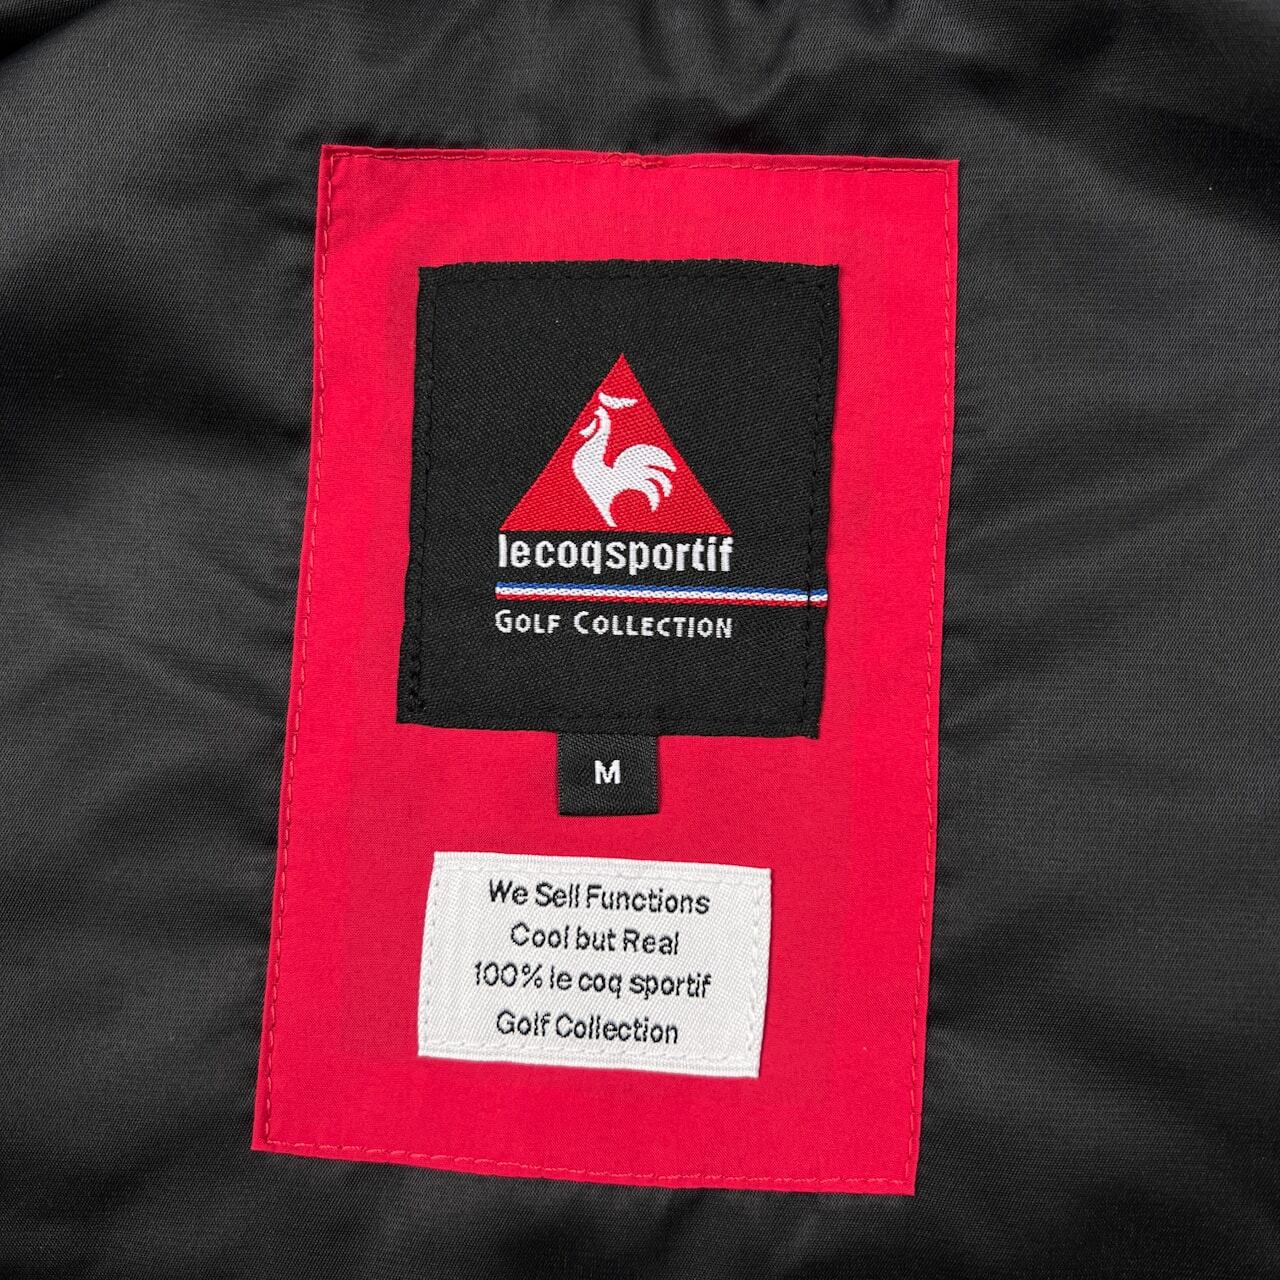 lecoqsportif
GOLF COLLECTION
M
We Sell Functions
Cool but Real
100% le coq sportif
Golf Collection